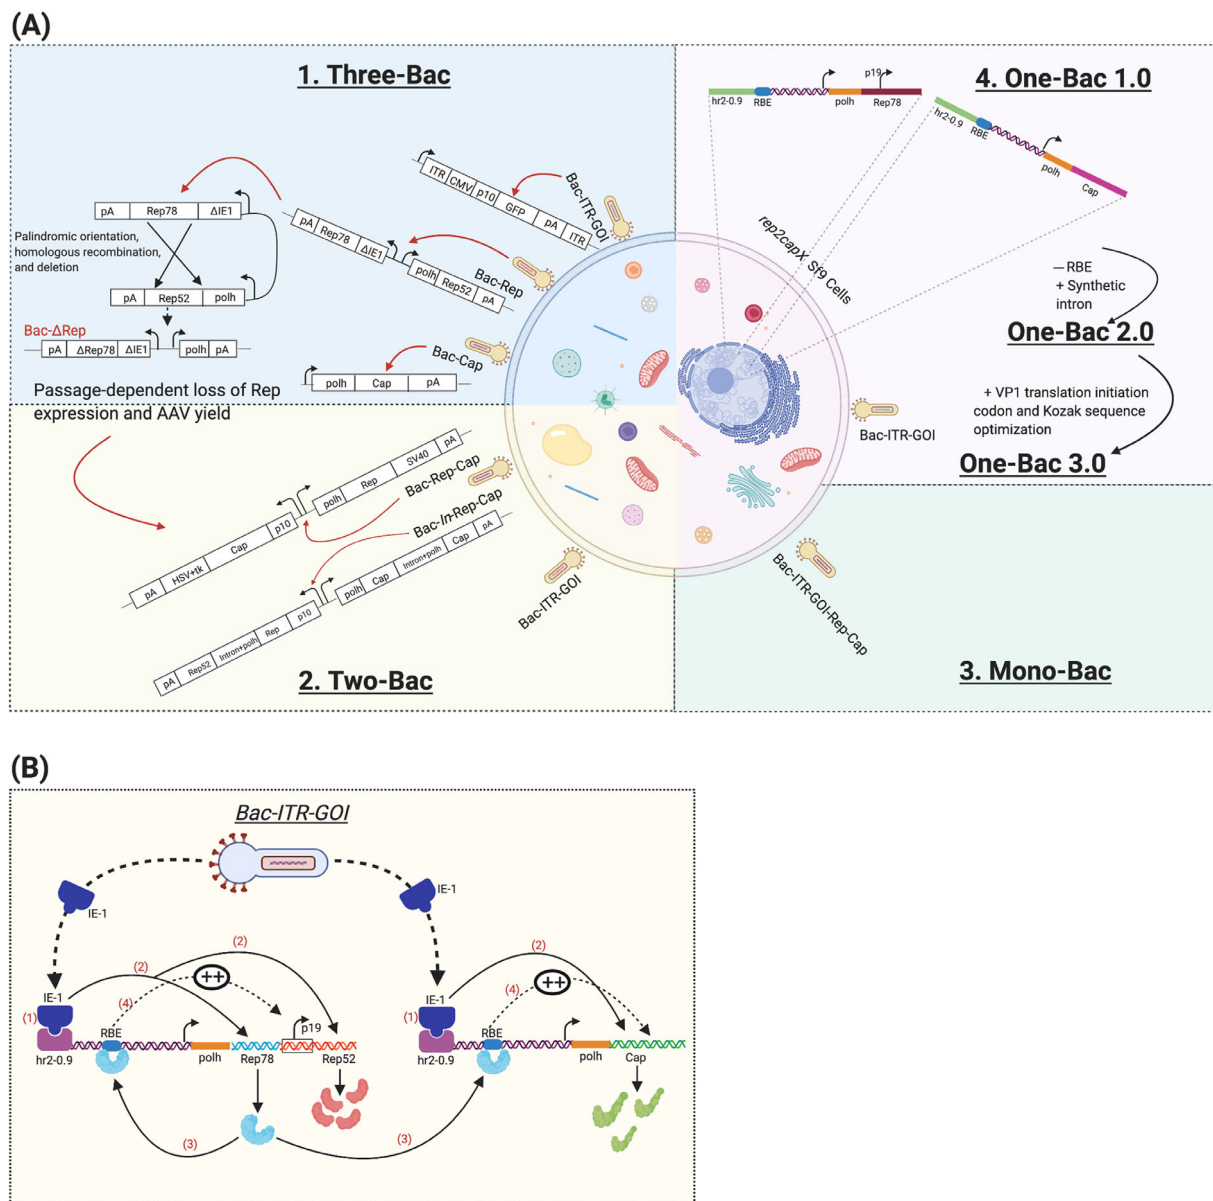 (A)
1. Three-Bac
ITR CMV p10 GFP pA ITR
Bac-ITR-GOI
pA Rep78 ΔIE1
Palindromic orientation,
homologous recombination,
and deletion
pA Rep52 polh
Bac-ΔRep
pA ΔRep78 ΔIE1 polh pA
Passage-dependent loss of Rep
expression and AAV yield
pA Rep78 ΔIE1 polh Rep52 pA
Bac-Rep
Bac-Cap
polh Cap pA
4. One-Bac 1.0
hr2-0.9 RBE polh p19 Rep78
hr2-0.9 RBE polh Cap
rep2capX Sf9 Cells
— RBE
+ Synthetic
intron
One-Bac 2.0
+ VP1 translation initiation
codon and Kozak sequence
optimization
One-Bac 3.0
Bac-ITR-GOI
pA HSV+tk Cap p10 polh Rep SV40 pA
Bac-Rep-Cap
Bac-In-Rep-Cap
pA Rep52 Intron+polh Rep p10 polh Cap Intron+polh Cap pA
Bac-ITR-GOI
2. Two-Bac
Bac-ITR-GOI-Rep-Cap
3. Mono-Bac
(B)
Bac-ITR-GOI
IE-1
IE-1
(2)
(2)
(2)
++
++
IE-1
IE-1
(4)
(4)
(1)
(1)
RBE
p19
RBE
hr2-0.9
polh
Rep78
Rep52
hr2-0.9
polh
Cap
(3)
(3)